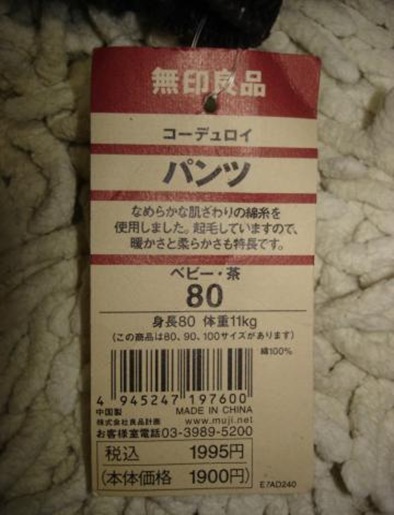 無印良品
コーデュロイ
パンツ
なめらかな肌ざわりの綿糸を
使用しました。起毛していますので、
暖かさと柔らかさも特長です。
ベビー・茶
80
身長80 体重11kg
(この商品は80、90、100サイズがあります)
綿100%
4 945247 197600
中国製 MADE IN CHINA
株式会社良品計画 www.muji.net
お客様室電話03-3989-5200
税込 1995円
(本体価格 1900円)
E7AD240